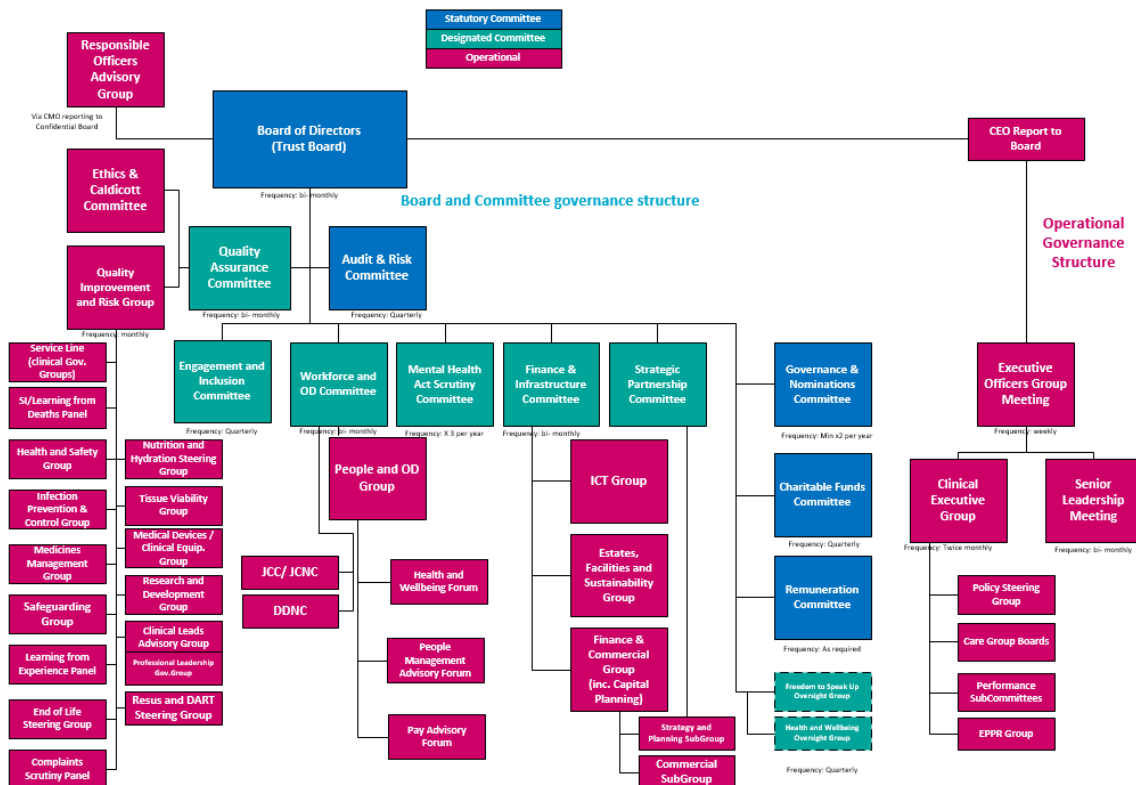 Statutory Committee
Designated Committee
Operational
Responsible
Officers
Advisory
Group
Via CMO reporting to
Confidential Board
Board of Directors
(Trust Board)
Frequency: bi- monthly
CEO Report to
Board
Board and Committee governance structure
Operational
Governance
Structure
Ethics &
Caldicott
Committee
Quality
Improvement
and Risk Group
Frequency: monthly
Quality
Assurance
Committee
Frequency: bi- monthly
Audit & Risk
Committee
Frequency: Quarterly
Service Line
(clinical Gov.
Groups)
SI/Learning from
Deaths Panel
Health and Safety
Group
Infection
Prevention &
Control Group
Medicines
Management
Group
Safeguarding
Group
Learning from
Experience Panel
End of Life
Steering Group
Complaints
Scrutiny Panel
Nutrition and
Hydration Steering
Group
Tissue Viability
Group
Medical Devices /
Clinical Equip.
Group
Research and
Development
Group
Clinical Leads
Advisory Group
Professional Leadership
Gov.Group
Resus and DART
Steering Group
Engagement and
Inclusion
Committee
Frequency: Quarterly
Workforce and
OD Committee
Frequency: bi- monthly
Mental Health
Act Scrutiny
Committee
Frequency: X 3 per year
Finance &
Infrastructure
Committee
Frequency: bi- monthly
Strategic
Partnership
Committee
Governance &
Nominations
Committee
Frequency: Min x2 per year
Executive
Officers Group
Meeting
Frequency: weekly
People and OD
Group
JCC/ JCNC
DDNC
Health and
Wellbeing Forum
People
Management
Advisory Forum
Pay Advisory
Forum
ICT Group
Estates,
Facilities and
Sustainability
Group
Finance &
Commercial
Group
(inc. Capital
Planning)
Strategy and
Planning SubGroup
Commercial
SubGroup
Charitable Funds
Committee
Frequency: Quarterly
Remuneration
Committee
Frequency: As required
Freedom to Speak Up
Oversight Group
Health and Wellbeing
Oversight Group
Frequency: Quarterly
Clinical
Executive
Group
Frequency: Twice monthly
Senior
Leadership
Meeting
Frequency: bi- monthly
Policy Steering
Group
Care Group Boards
Performance
SubCommittees
EPPR Group